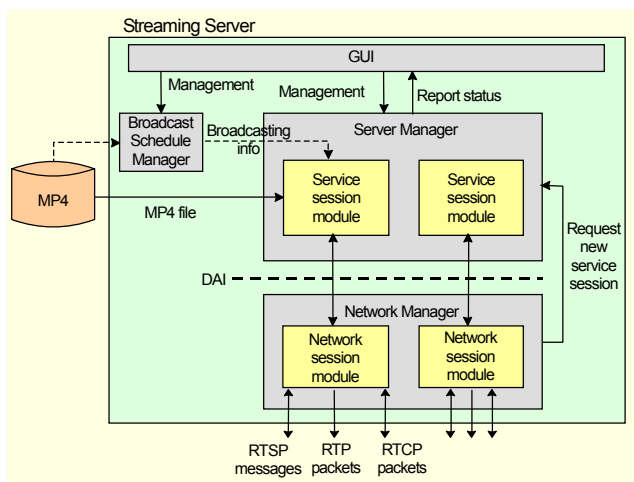 Streaming Server
GUI
Management
Management
Report status
Broadcast
Schedule
Manager
Broadcasting
info
Server Manager
Service
session
module
Service
session
module
MP4
MP4 file
Request
new
service
session
DAI
Network Manager
Network
session
module
Network
session
module
RTSP
messages
RTP
packets
RTCP
packets